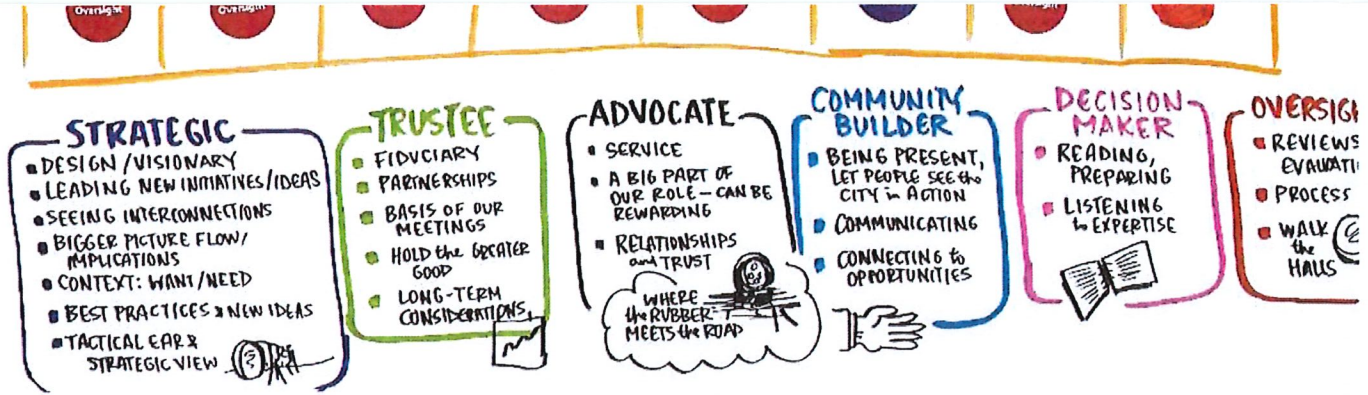 Oversight
Oversight
Oversight
STRATEGIC
DESIGN/VISIONARY
LEADING NEW INITIATIVES/IDEAS
SEEING INTERCONNECTIONS
BIGGER PICTURE FLOW/
IMPLICATIONS
CONTEXT: WANT/NEED
BEST PRACTICES & NEW IDEAS
TACTICAL EAR &
STRATEGIC VIEW
TRUSTEE
FIDUCIARY
PARTNERSHIPS
BASIS OF OUR
MEETINGS
HOLD the GREATER
GOOD
LONG-TERM
CONSIDERATIONS
ADVOCATE
SERVICE
A BIG PART OF
OUR ROLE – CAN BE
REWARDING
RELATIONSHIPS
and TRUST
WHERE
the RUBBER
MEETS the ROAD
COMMUNITY
BUILDER
BEING PRESENT,
LET PEOPLE SEE the
CITY in ACTION
COMMUNICATING
CONNECTING to
OPPORTUNITIES
DECISION
MAKER
READING,
PREPARING
LISTENING
to EXPERTISE
OVERSIGH
REVIEWS
EVALUATI
PROCESS
WALK
the
HALLS